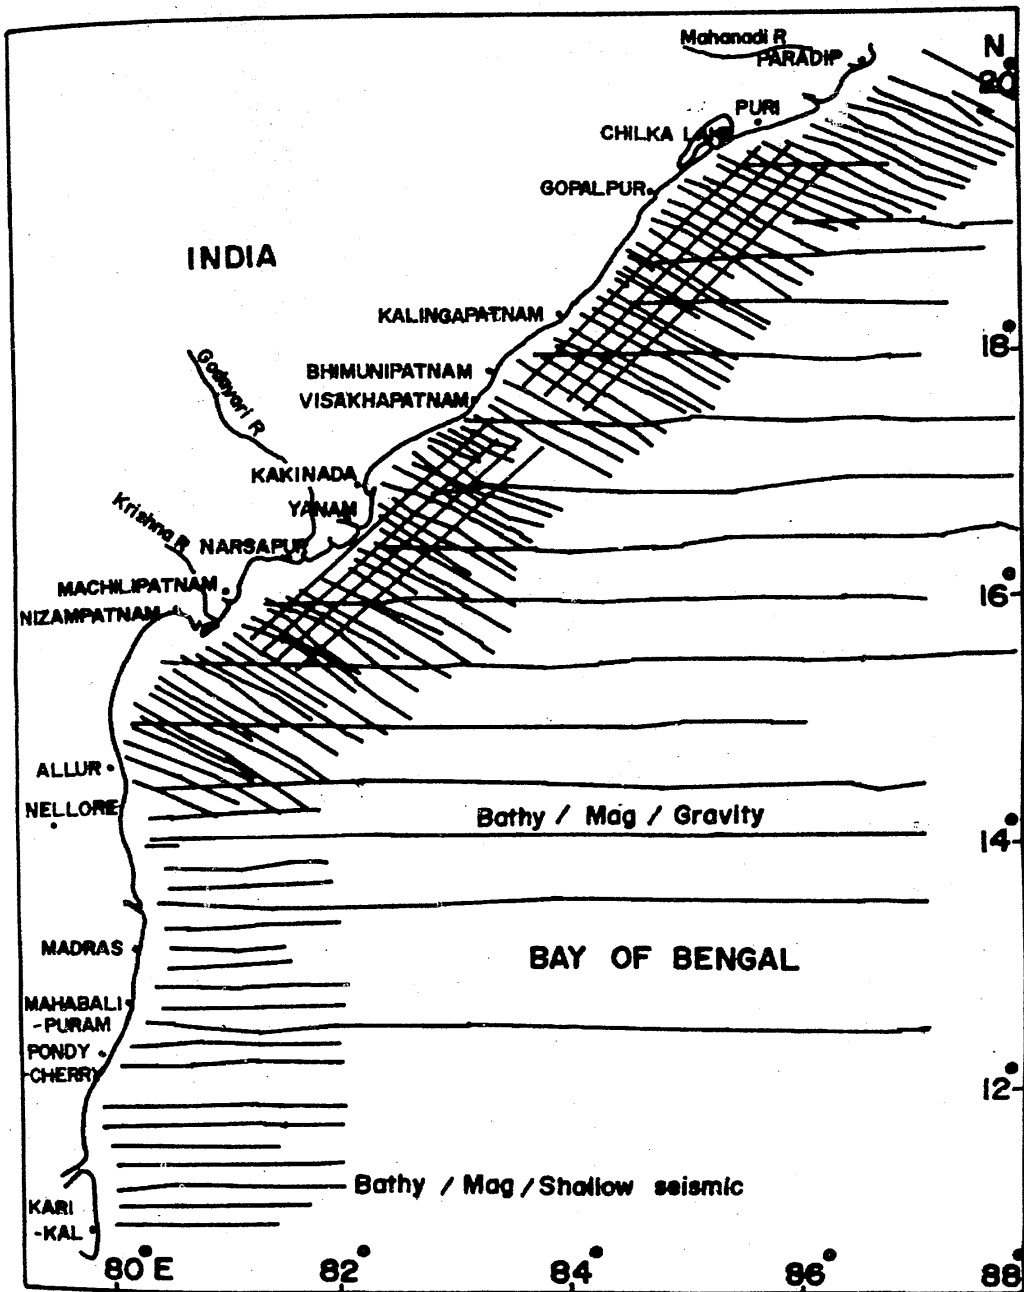 Mahanadi R
PARADIP
N
20°
PURI
CHILKA LAKE
GOPALPUR
INDIA
KALINGAPATNAM
18°
Godavari R
BHIMUNIPATNAM
VISAKHAPATNAM
KAKINADA
YANAM
Krishna R
NARSAPUR
MACHILIPATNAM
16°
NIZAMPATNAM
ALLUR
NELLORE
Bathy / Mag / Gravity
14°
MADRAS
BAY OF BENGAL
MAHABALI
-PURAM
PONDY
-CHERRY
12°
Bathy / Mag / Shallow seismic
KARI
-KAL
80°E
82°
84°
86°
88°